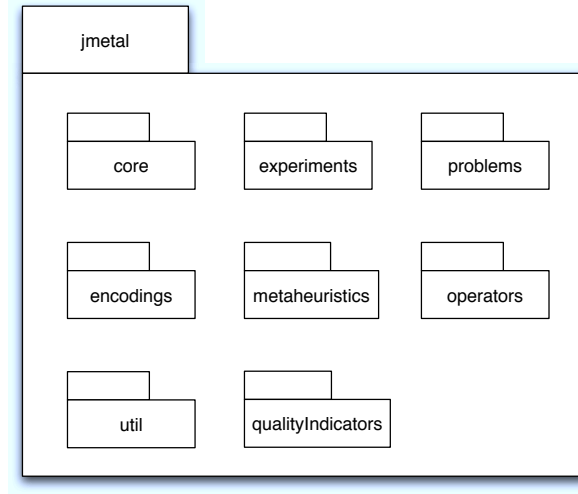 jmetal
core
experiments
problems
encodings
metaheuristics
operators
util
qualityIndicators